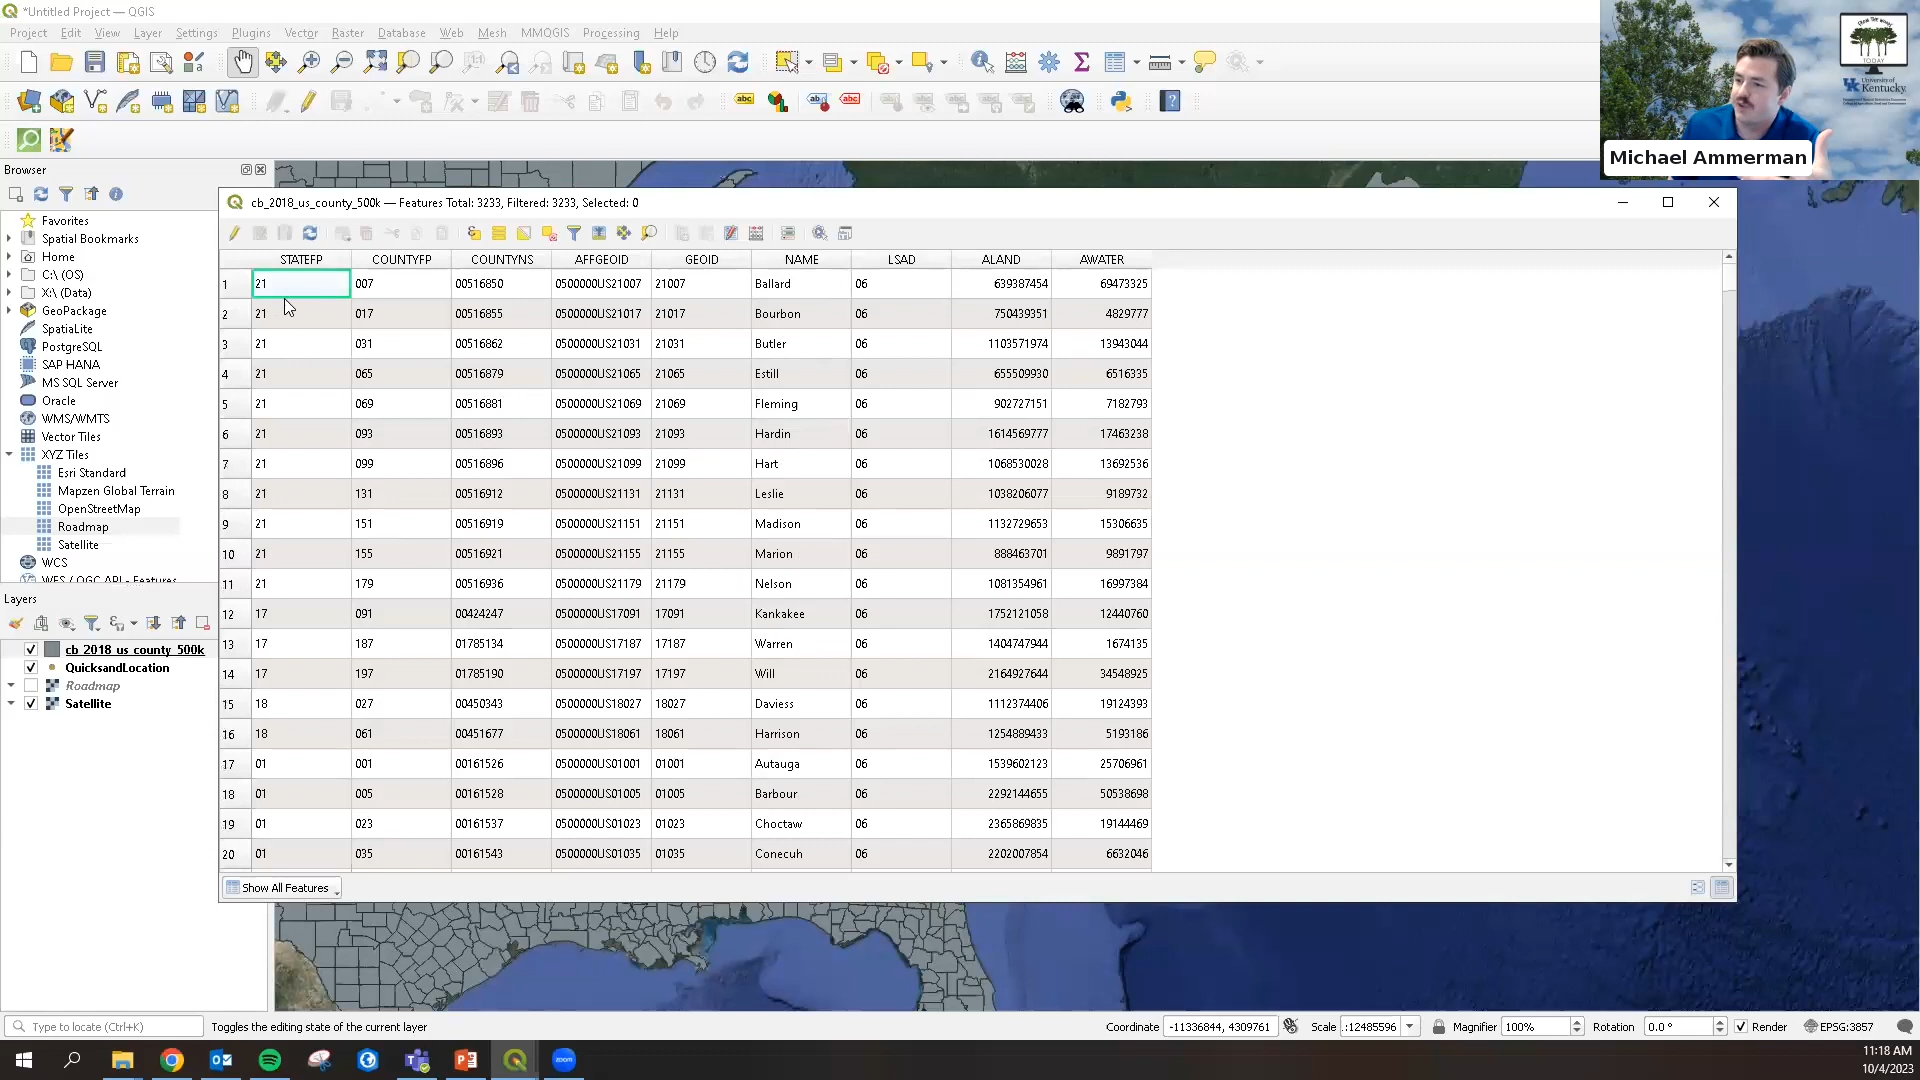 *Untitled Project — QGIS
Project Edit View Layer Settings Plugins Vector Raster Database Web Mesh MMQGIS Processing Help
TODAY
University of Kentucky
Michael Ammerman
Browser
Favorites
Spatial Bookmarks
Home
C:\ (OS)
X:\ (Data)
GeoPackage
SpatiaLite
PostgreSQL
SAP HANA
MS SQL Server
Oracle
WMS/WMTS
Vector Tiles
XYZ Tiles
Esri Standard
Mapzen Global Terrain
OpenStreetMap
Roadmap
Satellite
WCS
WFS / OGC API - Features
Layers
cb_2018_us_county_500k
QuicksandLocation
Roadmap
Satellite
cb_2018_us_county_500k — Features Total: 3233, Filtered: 3233, Selected: 0
STATEFP COUNTYFP COUNTYNS AFFGEOID GEOID NAME LSAD ALAND AWATER
1 21 007 00516850 0500000US21007 21007 Ballard 06 639387454 69473325
2 21 017 00516855 0500000US21017 21017 Bourbon 06 750439351 4829777
3 21 031 00516862 0500000US21031 21031 Butler 06 1103571974 13943044
4 21 065 00516879 0500000US21065 21065 Estill 06 655509930 6516335
5 21 069 00516881 0500000US21069 21069 Fleming 06 902727151 7182793
6 21 093 00516893 0500000US21093 21093 Hardin 06 1614569777 17463238
7 21 099 00516896 0500000US21099 21099 Hart 06 1068530028 13692536
8 21 131 00516912 0500000US21131 21131 Leslie 06 1038206077 9189732
9 21 151 00516919 0500000US21151 21151 Madison 06 1132729653 15306635
10 21 155 00516921 0500000US21155 21155 Marion 06 888463701 9891797
11 21 179 00516936 0500000US21179 21179 Nelson 06 1081354961 16997384
12 17 091 00424247 0500000US17091 17091 Kankakee 06 1752121058 12440760
13 17 187 01785134 0500000US17187 17187 Warren 06 1404747944 1674135
14 17 197 01785190 0500000US17197 17197 Will 06 2164927644 34548925
15 18 027 00450343 0500000US18027 18027 Daviess 06 1112374406 19124393
16 18 061 00451677 0500000US18061 18061 Harrison 06 1254889433 5193186
17 01 001 00161526 0500000US01001 01001 Autauga 06 1539602123 25706961
18 01 005 00161528 0500000US01005 01005 Barbour 06 2292144655 50538698
19 01 023 00161537 0500000US01023 01023 Choctaw 06 2365869835 19144469
20 01 035 00161543 0500000US01035 01035 Conecuh 06 2202007854 6632046
Show All Features
Type to locate (Ctrl+K) Toggles the editing state of the current layer Coordinate -11336844, 4309761 Scale :12485596 Magnifier 100% Rotation 0.0 ° Render EPSG:3857
zoom
11:18 AM
10/4/2023